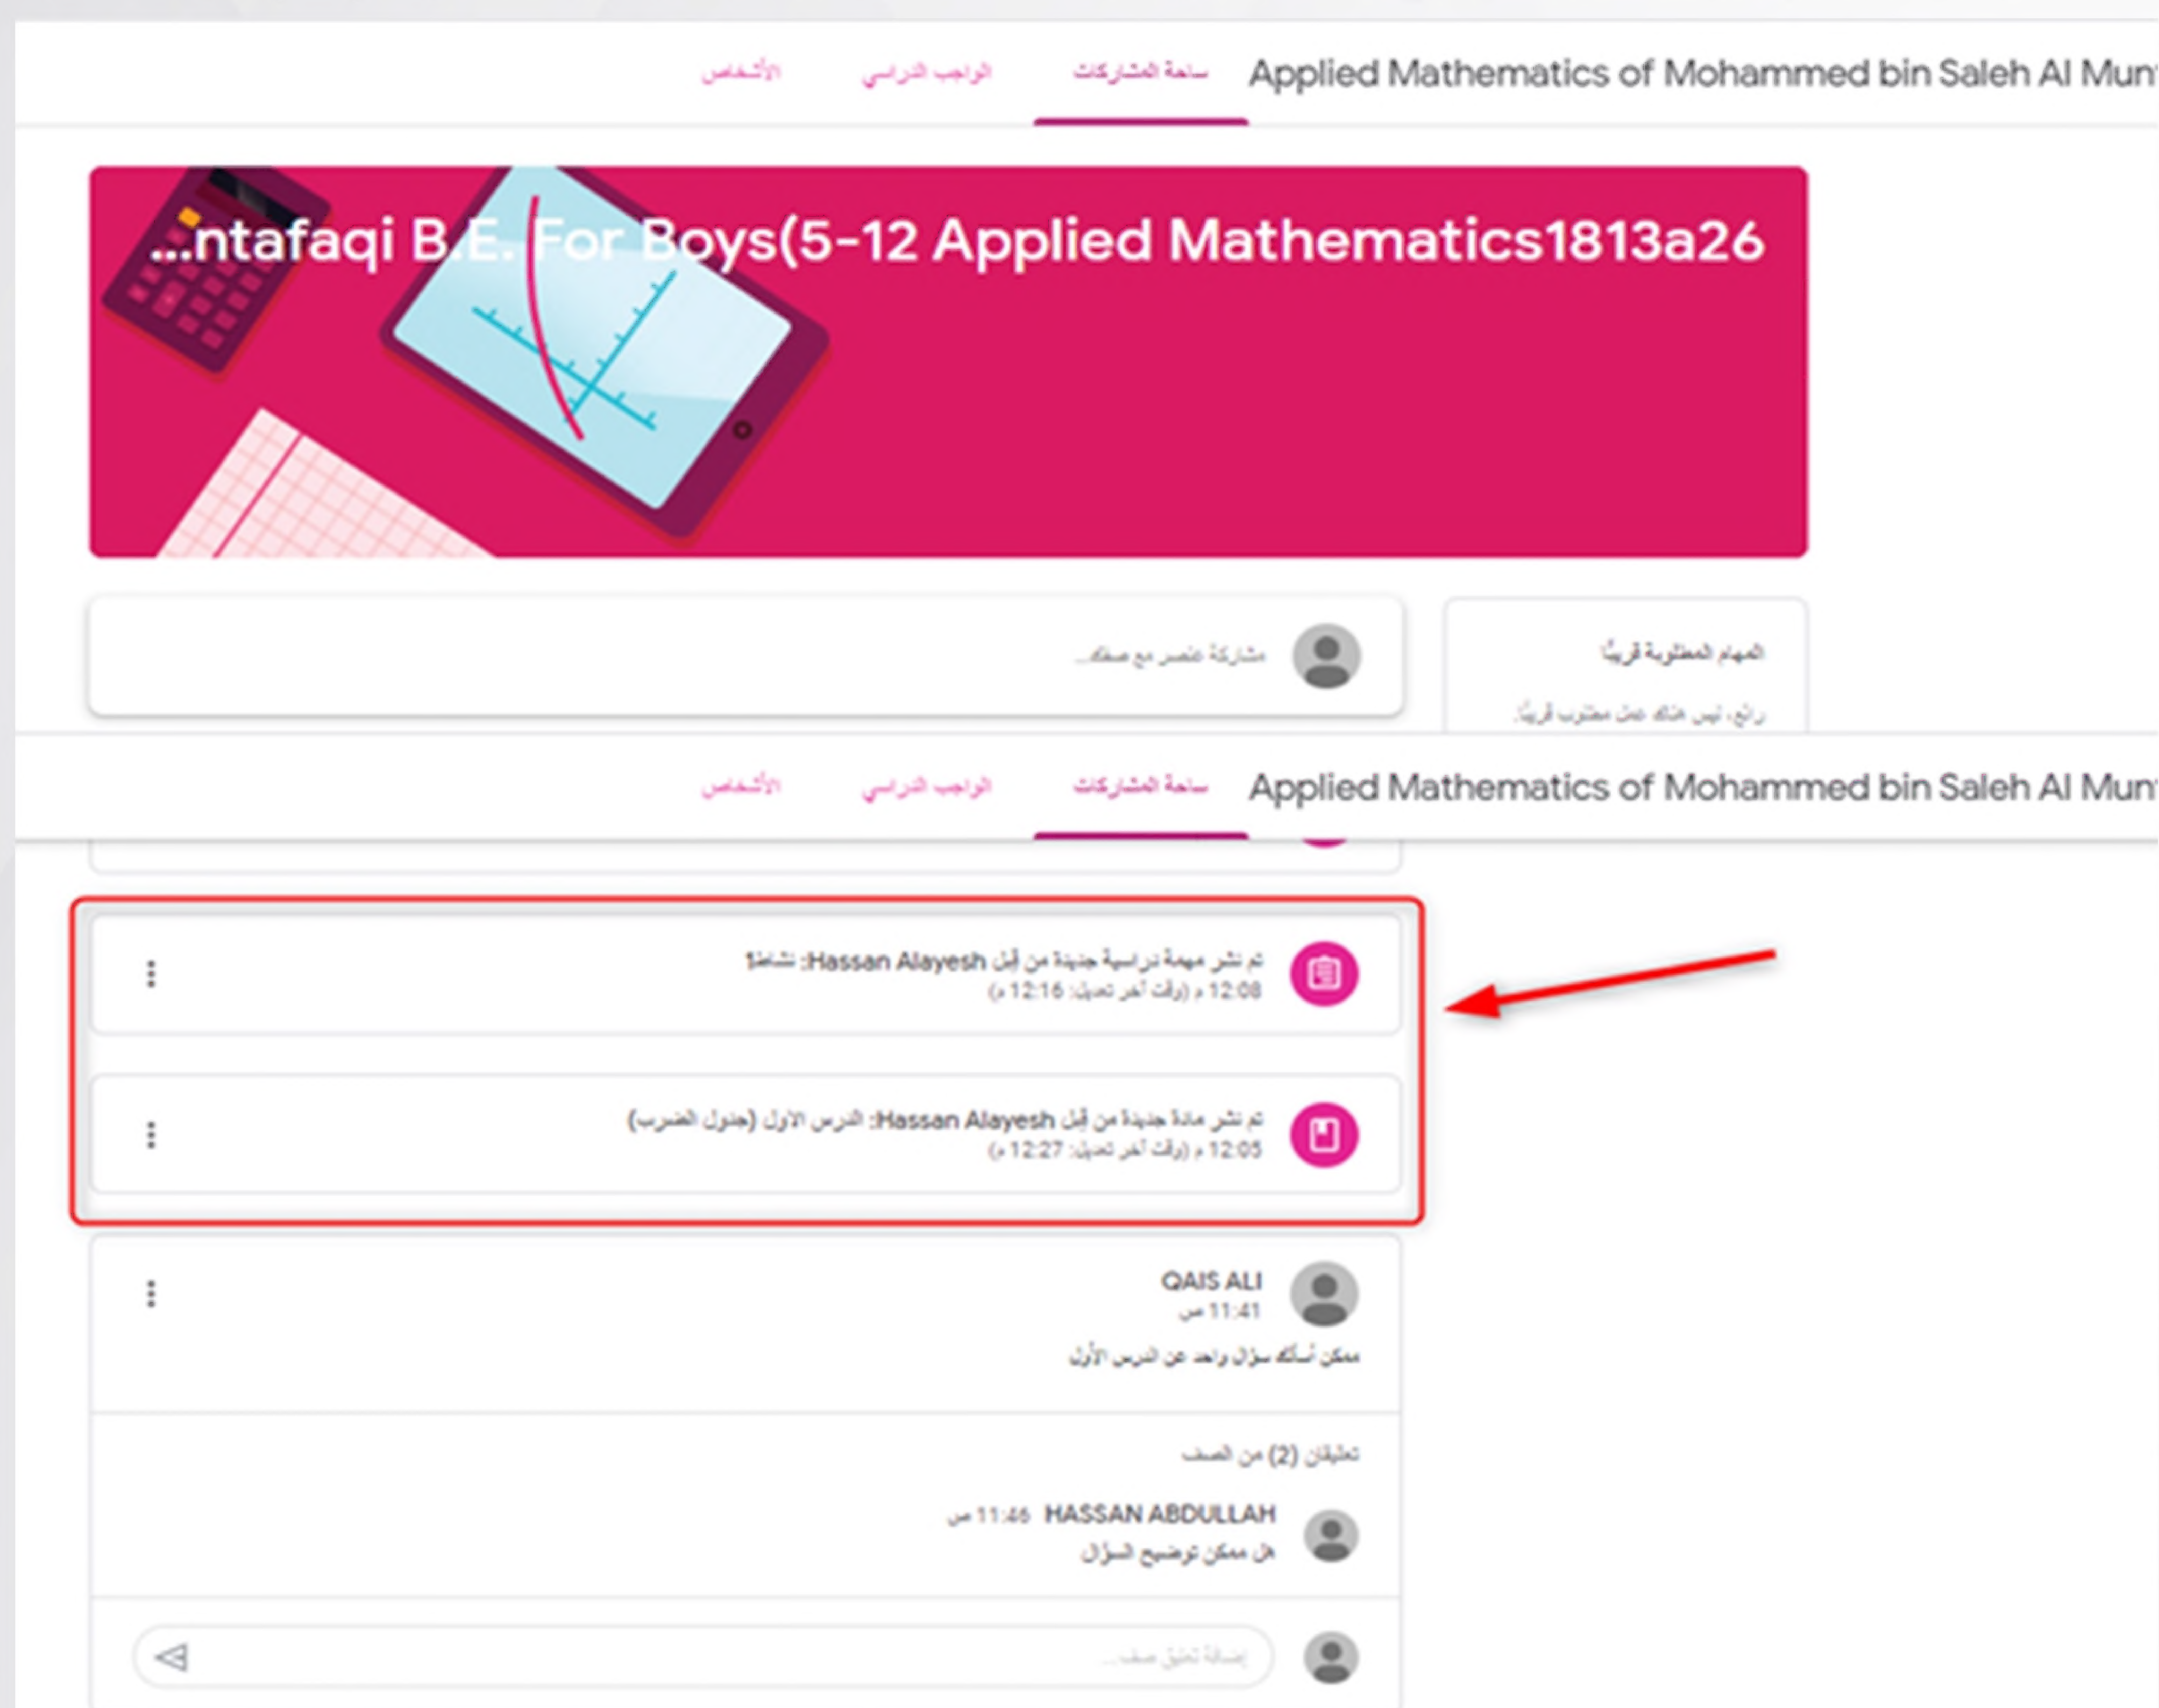 Applied Mathematics of Mohammed bin Saleh Al Mun ساحة المشاركات الواجب الدراسي الأشخاص
...ntafaqi B.E. For Boys(5-12 Applied Mathematics1813a26
المهام المطلوبة قريبًا
رائع، ليس هناك عمل مطلوب قريبًا.
مشاركة عنصر مع صفك...
Applied Mathematics of Mohammed bin Saleh Al Mun ساحة المشاركات الواجب الدراسي الأشخاص
تم نشر مهمة دراسية جديدة من قِبل Hassan Alayesh: نشاط1
12:08 م (وقت آخر تعديل: 12:16 م)
تم نشر مادة جديدة من قِبل Hassan Alayesh: الدرس الاول (جدول الضرب)
12:05 م (وقت آخر تعديل: 12:27 م)
QAIS ALI
11:41 ص
ممكن أسألك سؤال واحد عن الدرس الأول
تعليقان (2) من الصف
HASSAN ABDULLAH 11:46 ص
هل ممكن توضيح السؤال
إضافة تعليق صف...